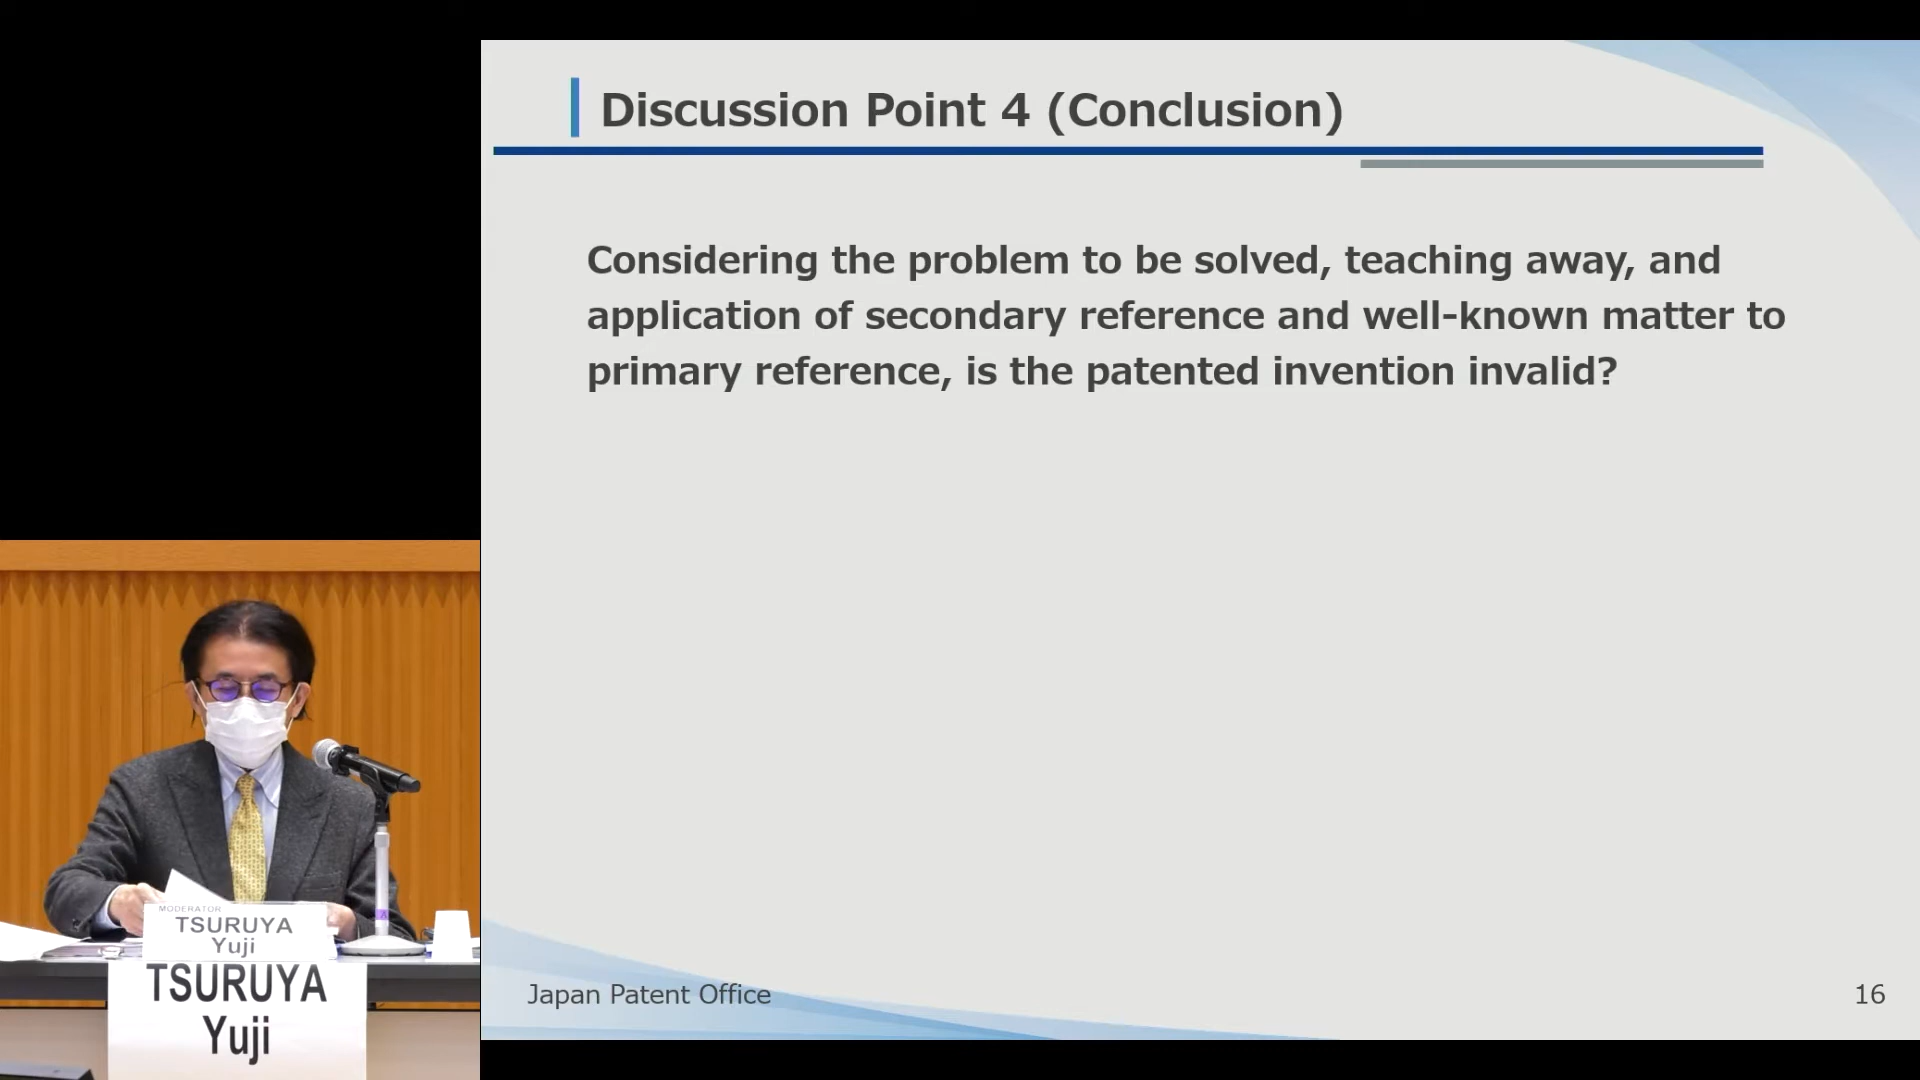 Discussion Point 4 (Conclusion)
Considering the problem to be solved, teaching away, and
application of secondary reference and well-known matter to
primary reference, is the patented invention invalid?
MODERATOR
TSURUYA
Yuji
TSURUYA
Yuji
Japan Patent Office
16